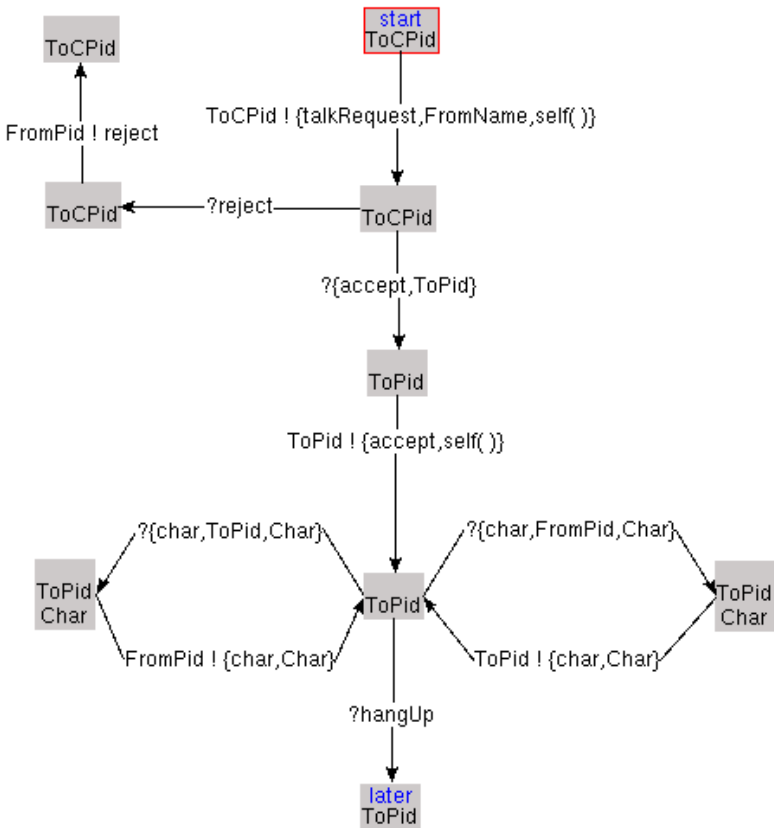 start
ToCPid
ToCPid
ToCPid ! {talkRequest,FromName,self( )}
FromPid ! reject
ToCPid
?reject
ToCPid
?{accept,ToPid}
ToPid
ToPid ! {accept,self( )}
?{char,ToPid,Char}
?{char,FromPid,Char}
ToPid
Char
ToPid
ToPid
Char
FromPid ! {char,Char}
ToPid ! {char,Char}
?hangUp
later
ToPid